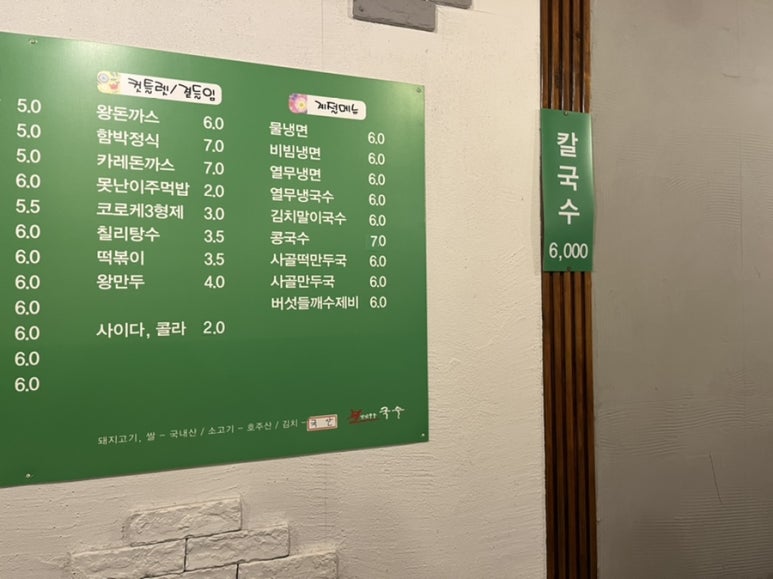 5.0
5.0
5.0
6.0
5.5
6.0
6.0
6.0
6.0
6.0
6.0
컷틀렛/곁들임
왕돈까스 6.0
함박정식 7.0
카레돈까스 7.0
못난이주먹밥 2.0
코로케3형제 3.0
칠리탕수 3.5
떡볶이 3.5
왕만두 4.0
사이다, 콜라 2.0
계절메뉴
물냉면 6.0
비빔냉면 6.0
열무냉면 6.0
열무냉국수 6.0
김치말이국수 6.0
콩국수 7.0
사골떡만두국 6.0
사골만두국 6.0
버섯들깨수제비 6.0
돼지고기, 쌀 – 국내산 / 소고기 – 호주산 / 김치 – 국 산
국수
칼국수
6,000